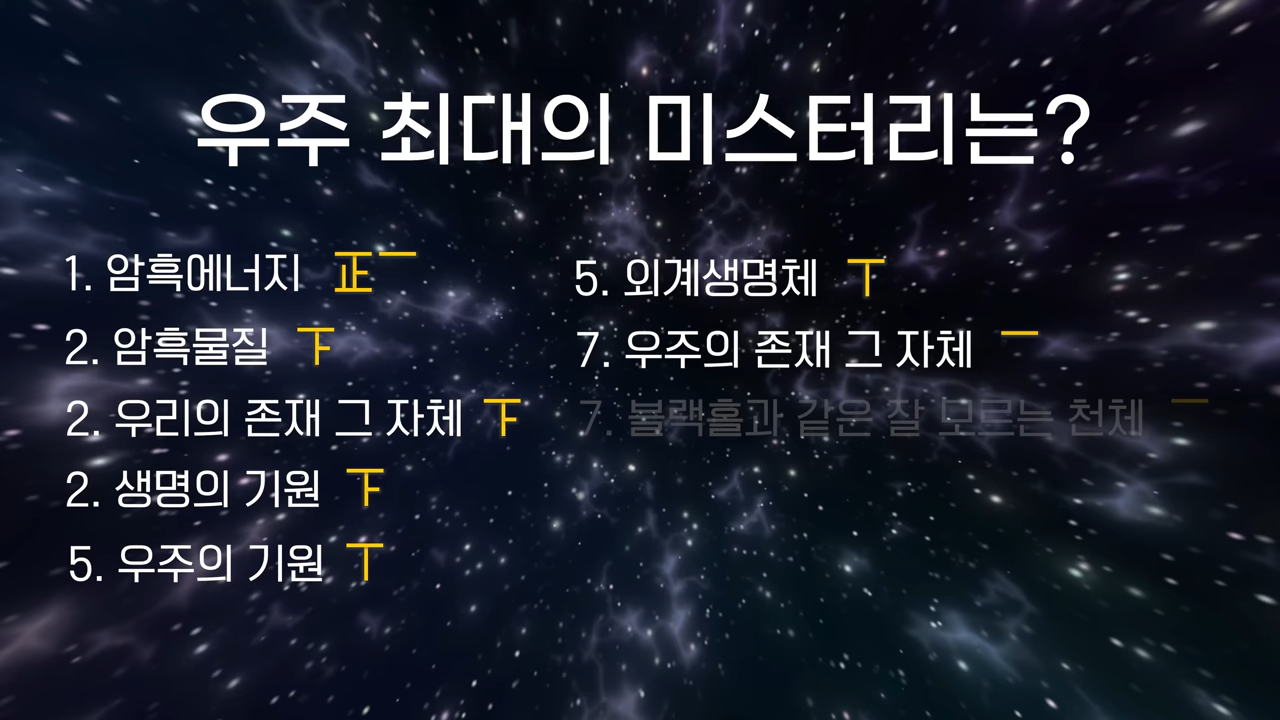 우주 최대의 미스터리는?
1. 암흑에너지 正一
2. 암흑물질 下
2. 우리의 존재 그 자체 下
2. 생명의 기원 下
5. 우주의 기원 丅
5. 외계생명체 丅
7. 우주의 존재 그 자체 一
7. 블랙홀과 같은 잘 모르는 천체 一